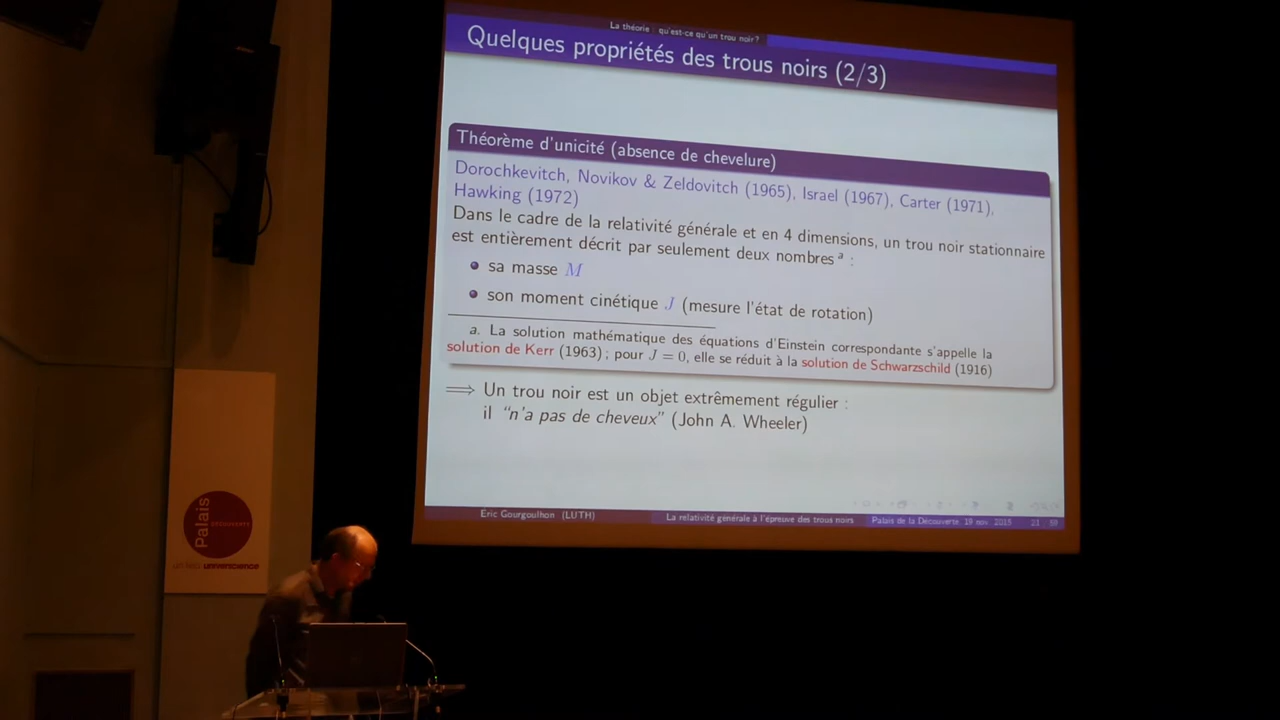 La théorie : qu'est-ce qu'un trou noir?
Quelques propriétés des trous noirs (2/3)
Théorème d'unicité (absence de chevelure)
Dorochkevitch, Novikov & Zeldovitch (1965), Israel (1967), Carter (1971),
Hawking (1972)
Dans le cadre de la relativité générale et en 4 dimensions, un trou noir stationnaire
est entièrement décrit par seulement deux nombres a :
sa masse M
son moment cinétique J (mesure l'état de rotation)
a. La solution mathématique des équations d'Einstein correspondante s'appelle la
solution de Kerr (1963) ; pour J = 0, elle se réduit à la solution de Schwarzschild (1916)
⟹ Un trou noir est un objet extrêmement régulier :
il "n'a pas de cheveux" (John A. Wheeler)
Éric Gourgoulhon (LUTH) La relativité générale à l'épreuve des trous noirs Palais de la Découverte, 19 nov. 2015 21 59
Palais
DÉCOUVERTE
universcience